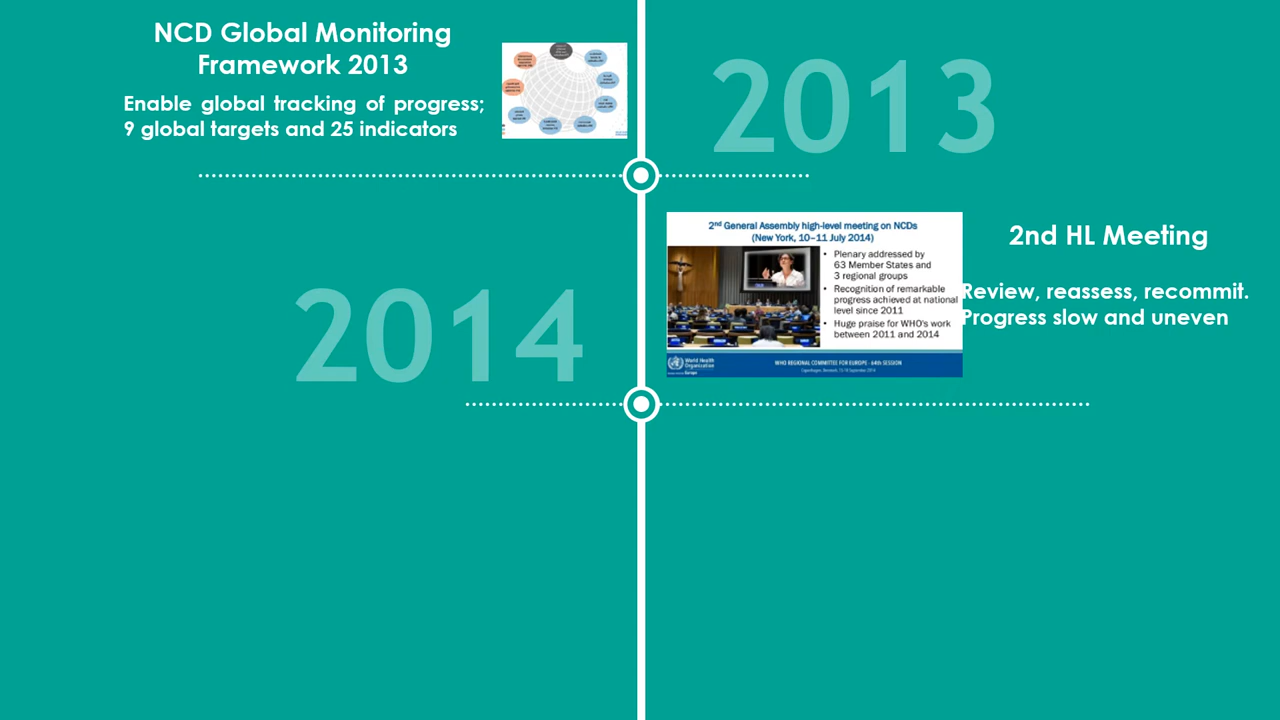 NCD Global Monitoring
Framework 2013
Enable global tracking of progress;
9 global targets and 25 indicators
2013
2nd General Assembly high-level meeting on NCDs
(New York, 10–11 July 2014)
• Plenary addressed by
63 Member States and
3 regional groups
• Recognition of remarkable
progress achieved at national
level since 2011
• Huge praise for WHO's work
between 2011 and 2014
World Health
Organization
Europe
WHO REGIONAL COMMITTEE FOR EUROPE - 64th SESSION
2nd HL Meeting
Review, reassess, recommit.
Progress slow and uneven
2014